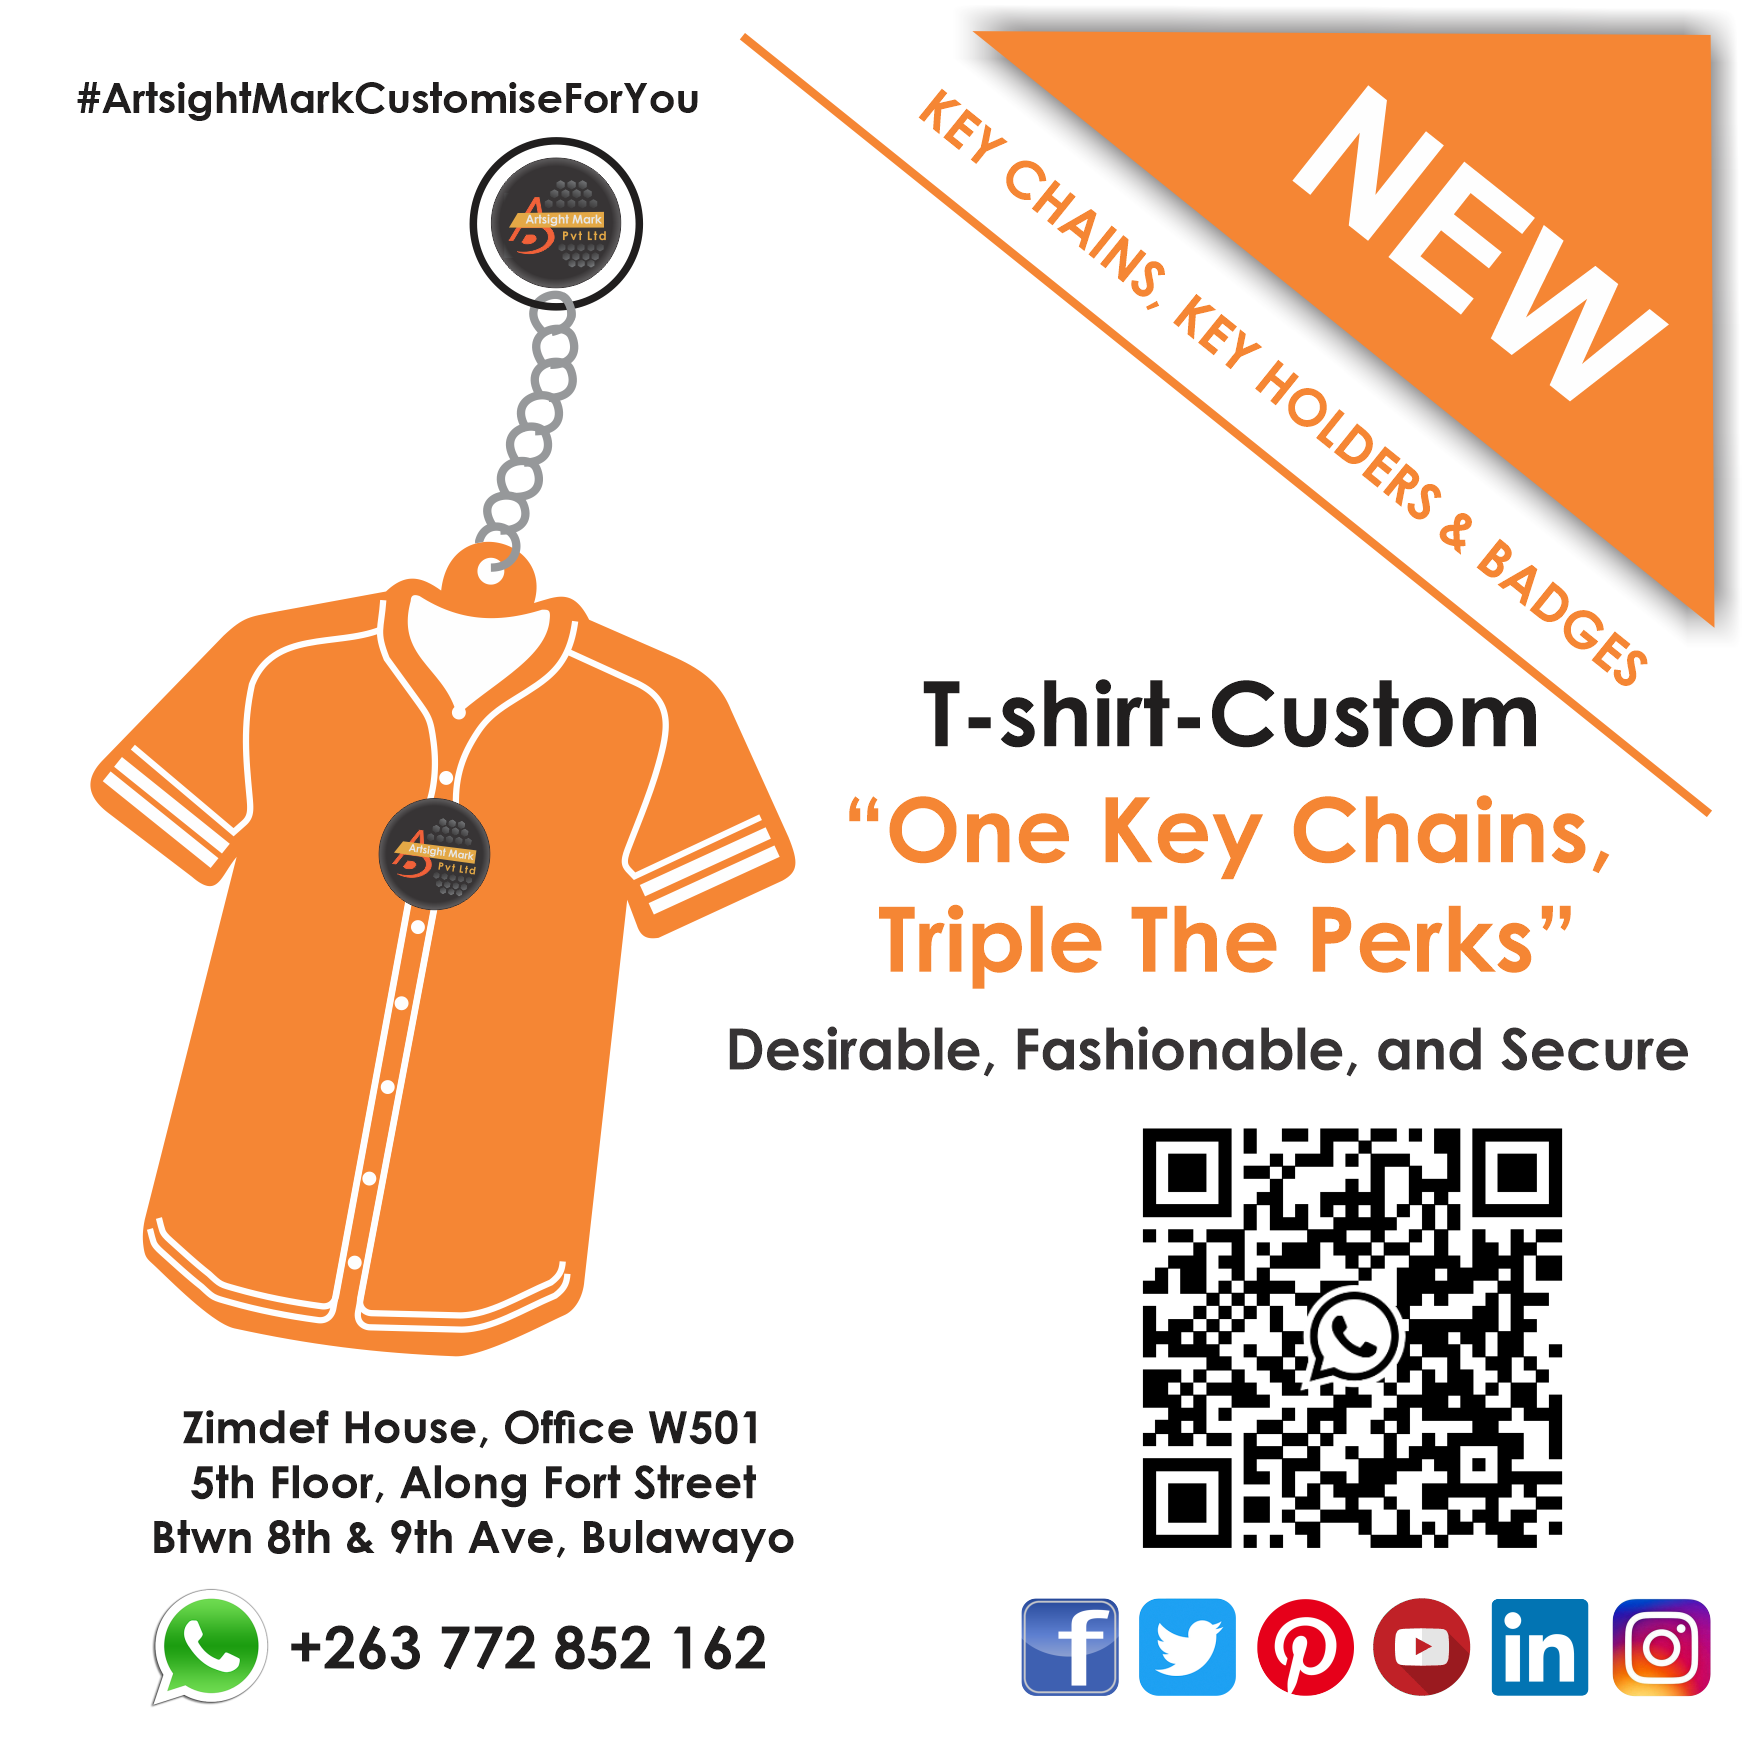 #ArtsightMarkCustomiseForYou
Artsight Mark
Pvt Ltd
NEW
KEY CHAINS, KEY HOLDERS & BADGES
Artsight Mark
Pvt Ltd
T-shirt-Custom
“One Key Chains,
Triple The Perks”
Desirable, Fashionable, and Secure
Zimdef House, Office W501
5th Floor, Along Fort Street
Btwn 8th & 9th Ave, Bulawayo
+263 772 852 162